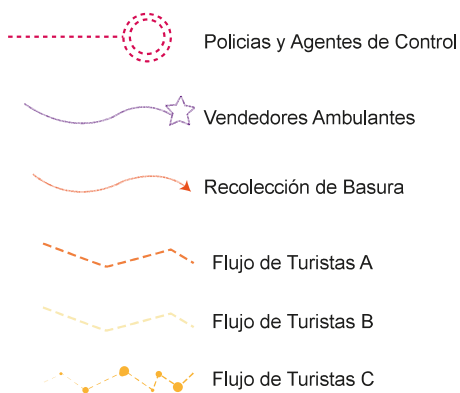 Policias y Agentes de Control
Vendedores Ambulantes
Recolección de Basura
Flujo de Turistas A
Flujo de Turistas B
Flujo de Turistas C